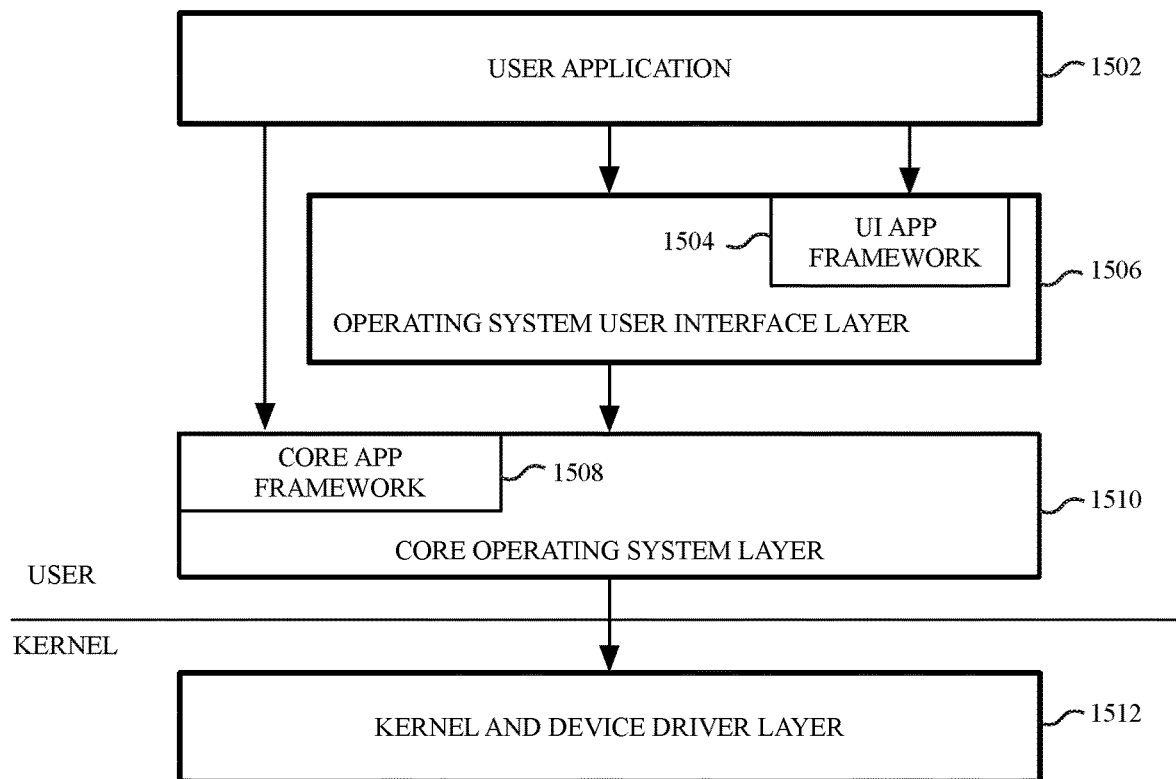 USER APPLICATION
1502
1504
UI APP
FRAMEWORK
1506
OPERATING SYSTEM USER INTERFACE LAYER
CORE APP
FRAMEWORK
1508
1510
CORE OPERATING SYSTEM LAYER
USER
KERNEL
KERNEL AND DEVICE DRIVER LAYER
1512